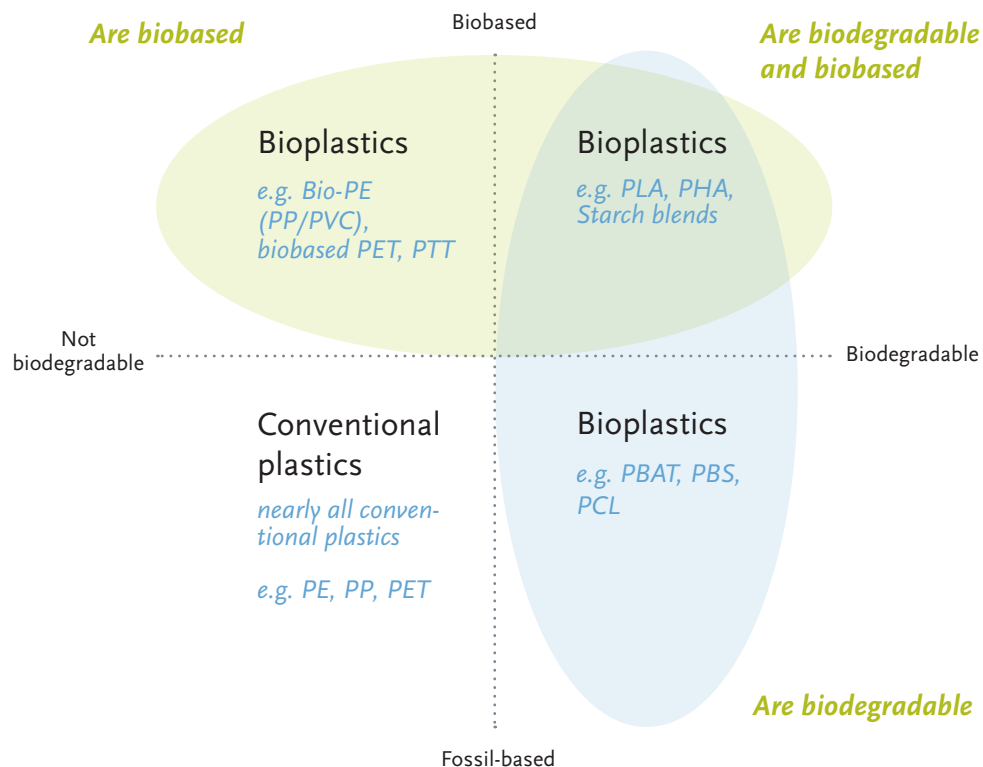 Biobased
Are biobased
Are biodegradable
and biobased
Bioplastics
e.g. Bio-PE
(PP/PVC),
biobased PET, PTT
Bioplastics
e.g. PLA, PHA,
Starch blends
Not
biodegradable
Biodegradable
Conventional
plastics
nearly all conven-
tional plastics
e.g. PE, PP, PET
Bioplastics
e.g. PBAT, PBS,
PCL
Are biodegradable
Fossil-based